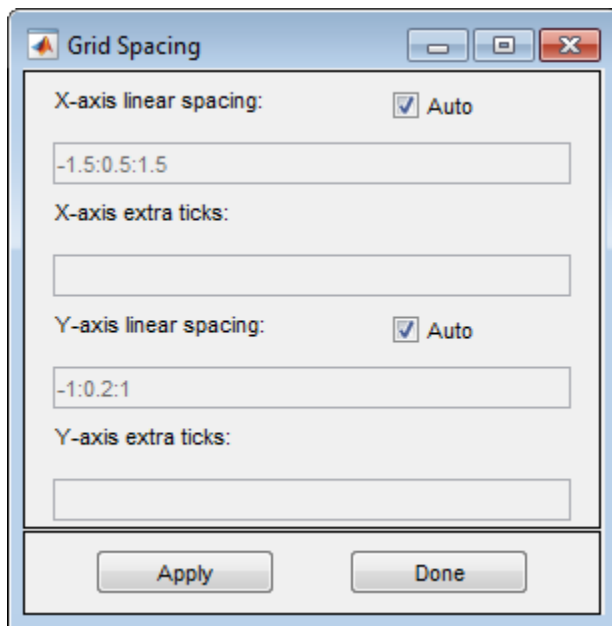 Grid Spacing
X-axis linear spacing:
Auto
-1.5:0.5:1.5
X-axis extra ticks:
Y-axis linear spacing:
Auto
-1:0.2:1
Y-axis extra ticks:
Apply
Done